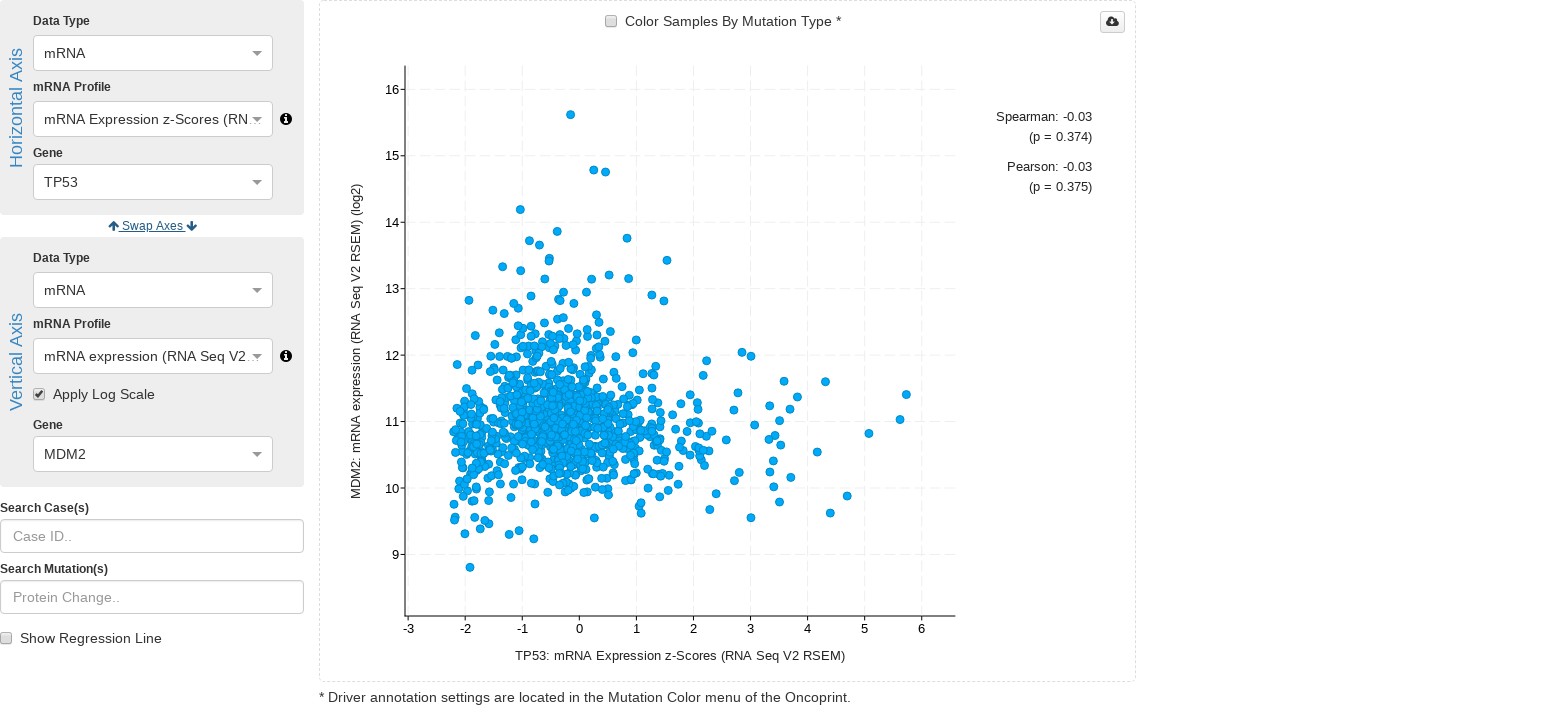 Horizontal Axis
Data Type
mRNA
mRNA Profile
mRNA Expression z-Scores (RN...
Gene
TP53
Swap Axes
Vertical Axis
Data Type
mRNA
mRNA Profile
mRNA expression (RNA Seq V2...
Apply Log Scale
Gene
MDM2
Search Case(s)
Case ID..
Search Mutation(s)
Protein Change..
Show Regression Line
Color Samples By Mutation Type *
MDM2: mRNA expression (RNA Seq V2 RSEM) (log2)
16
15
14
13
12
11
10
9
-3 -2 -1 0 1 2 3 4 5 6
TP53: mRNA Expression z-Scores (RNA Seq V2 RSEM)
Spearman: -0.03
(p = 0.374)
Pearson: -0.03
(p = 0.375)
* Driver annotation settings are located in the Mutation Color menu of the Oncoprint.